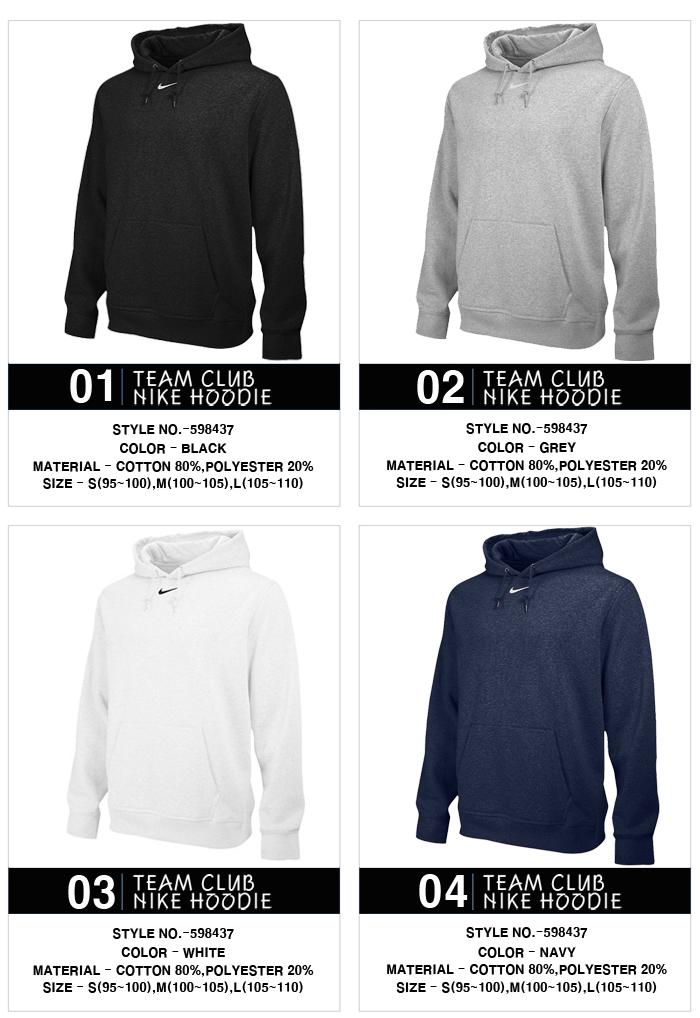 01 TEAM CLUB
NIKE HOODIE
STYLE NO.-598437
COLOR - BLACK
MATERIAL - COTTON 80%,POLYESTER 20%
SIZE - S(95~100),M(100~105),L(105~110)
02 TEAM CLUB
NIKE HOODIE
STYLE NO.-598437
COLOR - GREY
MATERIAL - COTTON 80%,POLYESTER 20%
SIZE - S(95~100),M(100~105),L(105~110)
03 TEAM CLUB
NIKE HOODIE
STYLE NO.-598437
COLOR - WHITE
MATERIAL - COTTON 80%,POLYESTER 20%
SIZE - S(95~100),M(100~105),L(105~110)
04 TEAM CLUB
NIKE HOODIE
STYLE NO.-598437
COLOR - NAVY
MATERIAL - COTTON 80%,POLYESTER 20%
SIZE - S(95~100),M(100~105),L(105~110)